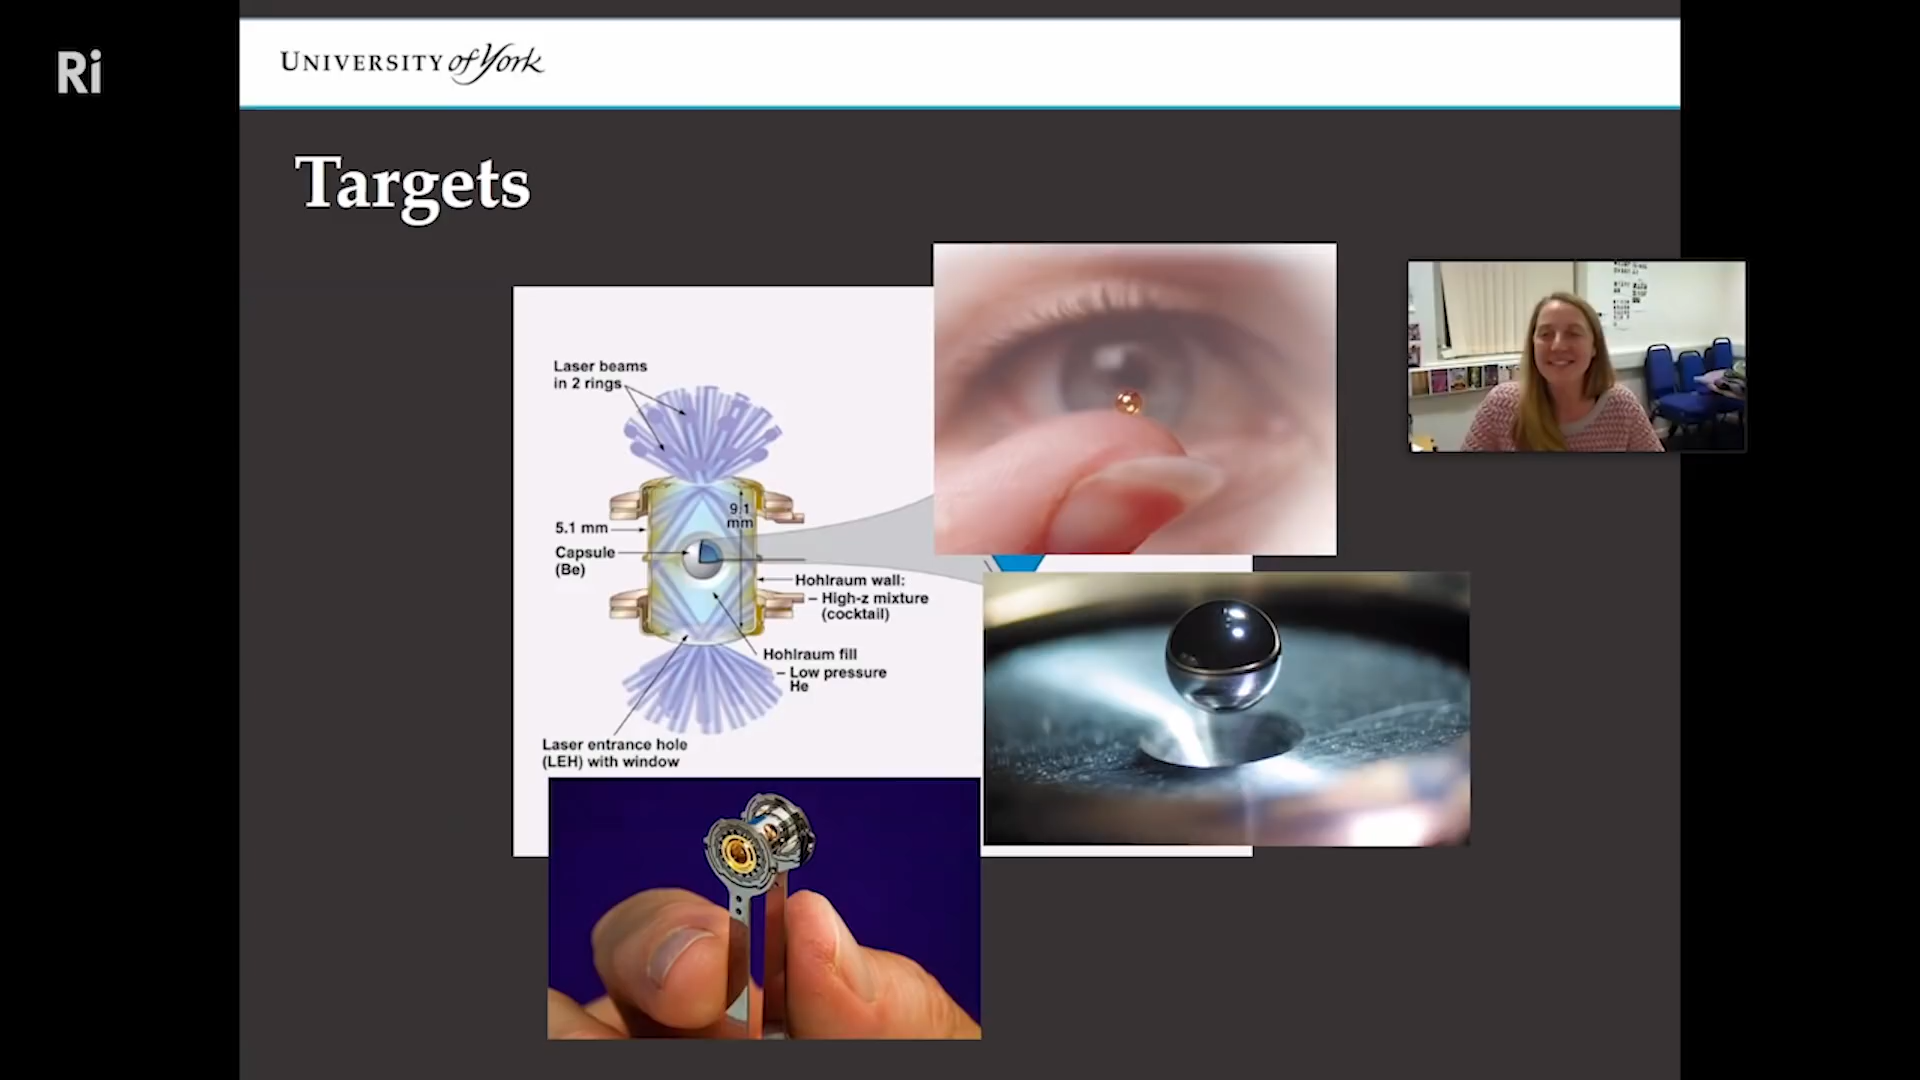 Ri
UNIVERSITY of York
Targets
Laser beams
in 2 rings
9.1
mm
5.1 mm
Capsule
(Be)
Hohlraum wall:
– High-z mixture
(cocktail)
Hohlraum fill
– Low pressure
He
Laser entrance hole
(LEH) with window